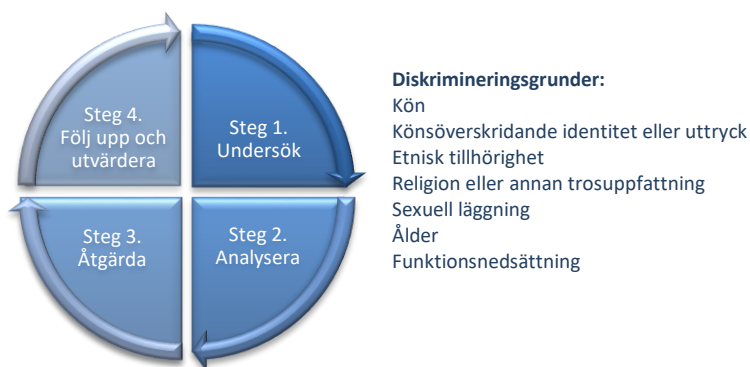 Steg 4.
Följ upp och
utvärdera
Steg 1.
Undersök
Steg 3.
Åtgärda
Steg 2.
Analysera
Diskrimineringsgrunder:
Kön
Könsöverskridande identitet eller uttryck
Etnisk tillhörighet
Religion eller annan trosuppfattning
Sexuell läggning
Ålder
Funktionsnedsättning